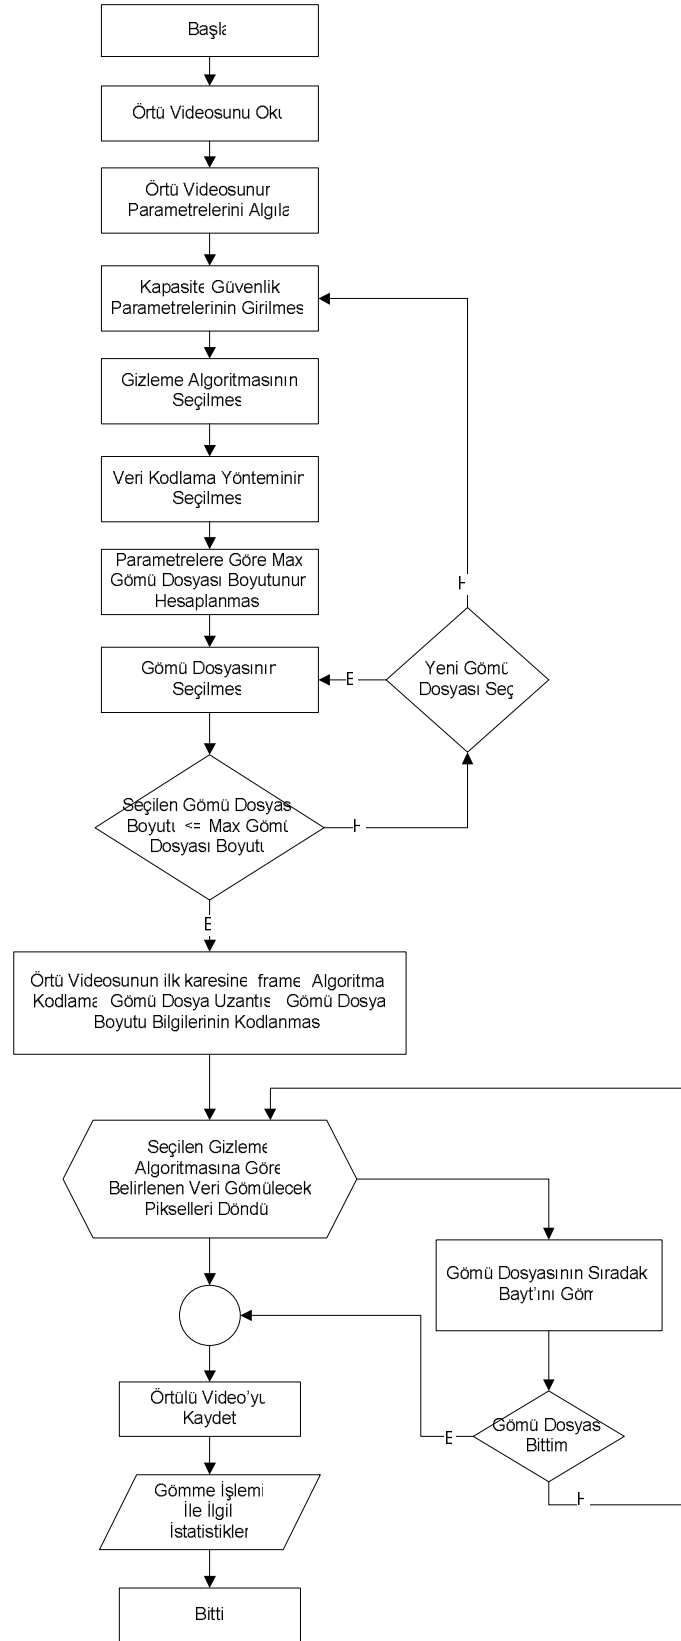 Başla
Örtü Videosunu Oku
Örtü Videosunun
Parametrelerini Algıla
Kapasite Güvenlik
Parametrelerinin Girilmes
Gizleme Algoritmasının
Seçilmes
Veri Kodlama Yönteminin
Seçilmes
Parametrelere Göre Max
Gömü Dosyası Boyutunun
Hesaplanmas
H
Gömü Dosyasının
Seçilmes
E
Yeni Gömü
Dosyası Seç
Seçilen Gömü Dosyas
Boyutu <= Max Gömü
Dosyası Boyutu
H
E
Örtü Videosunun ilk karesine frame Algoritma
Kodlama Gömü Dosya Uzantıs Gömü Dosya
Boyutu Bilgilerinin Kodlanmas
Seçilen Gizleme
Algoritmasına Göre
Belirlenen Veri Gömülecek
Pikselleri Döndü
Gömü Dosyasının Sıradak
Bayt'ını Göm
Örtülü Video'yu
Kaydet
E
Gömü Dosyas
Bittim
H
Gömme İşlemi
İle İlgil
İstatistikler
Bitti